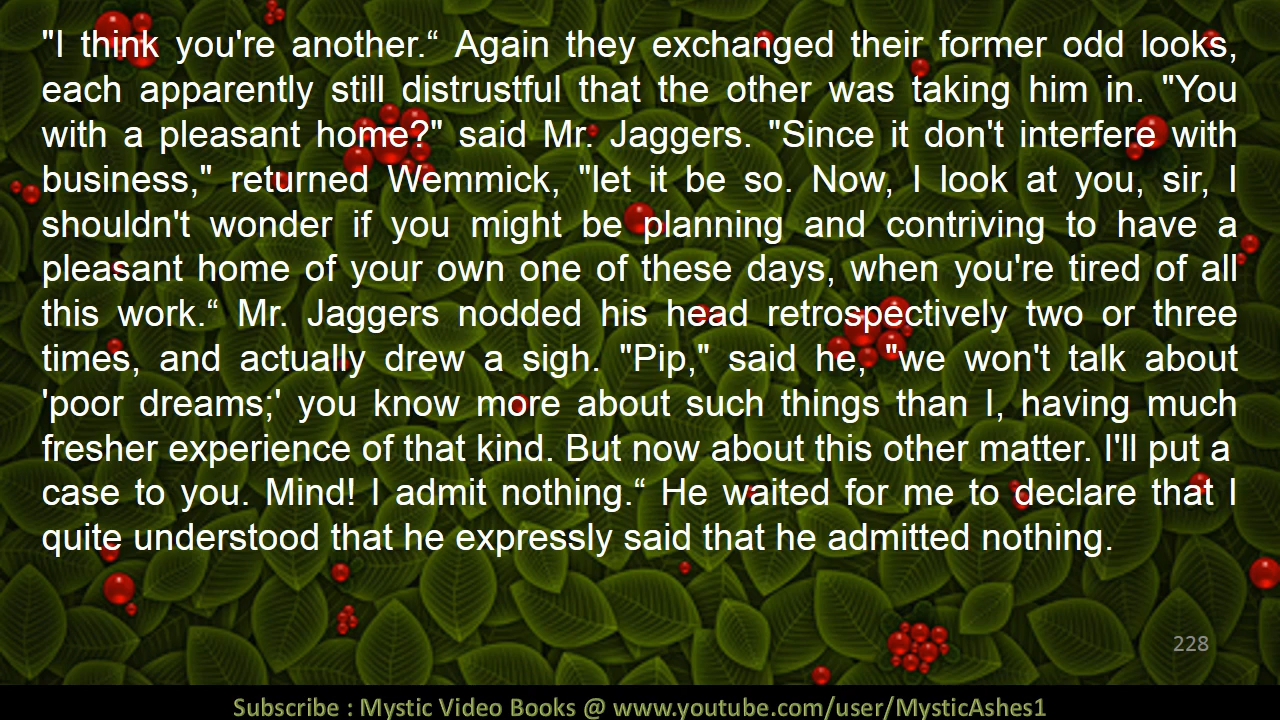 "I think you're another.“ Again they exchanged their former odd looks,
each apparently still distrustful that the other was taking him in. "You
with a pleasant home?" said Mr. Jaggers. "Since it don't interfere with
business," returned Wemmick, "let it be so. Now, I look at you, sir, I
shouldn't wonder if you might be planning and contriving to have a
pleasant home of your own one of these days, when you're tired of all
this work.“ Mr. Jaggers nodded his head retrospectively two or three
times, and actually drew a sigh. "Pip," said he, "we won't talk about
'poor dreams;' you know more about such things than I, having much
fresher experience of that kind. But now about this other matter. I'll put a
case to you. Mind! I admit nothing.“ He waited for me to declare that I
quite understood that he expressly said that he admitted nothing.
228
Subscribe : Mystic Video Books @ www.youtube.com/user/MysticAshes1